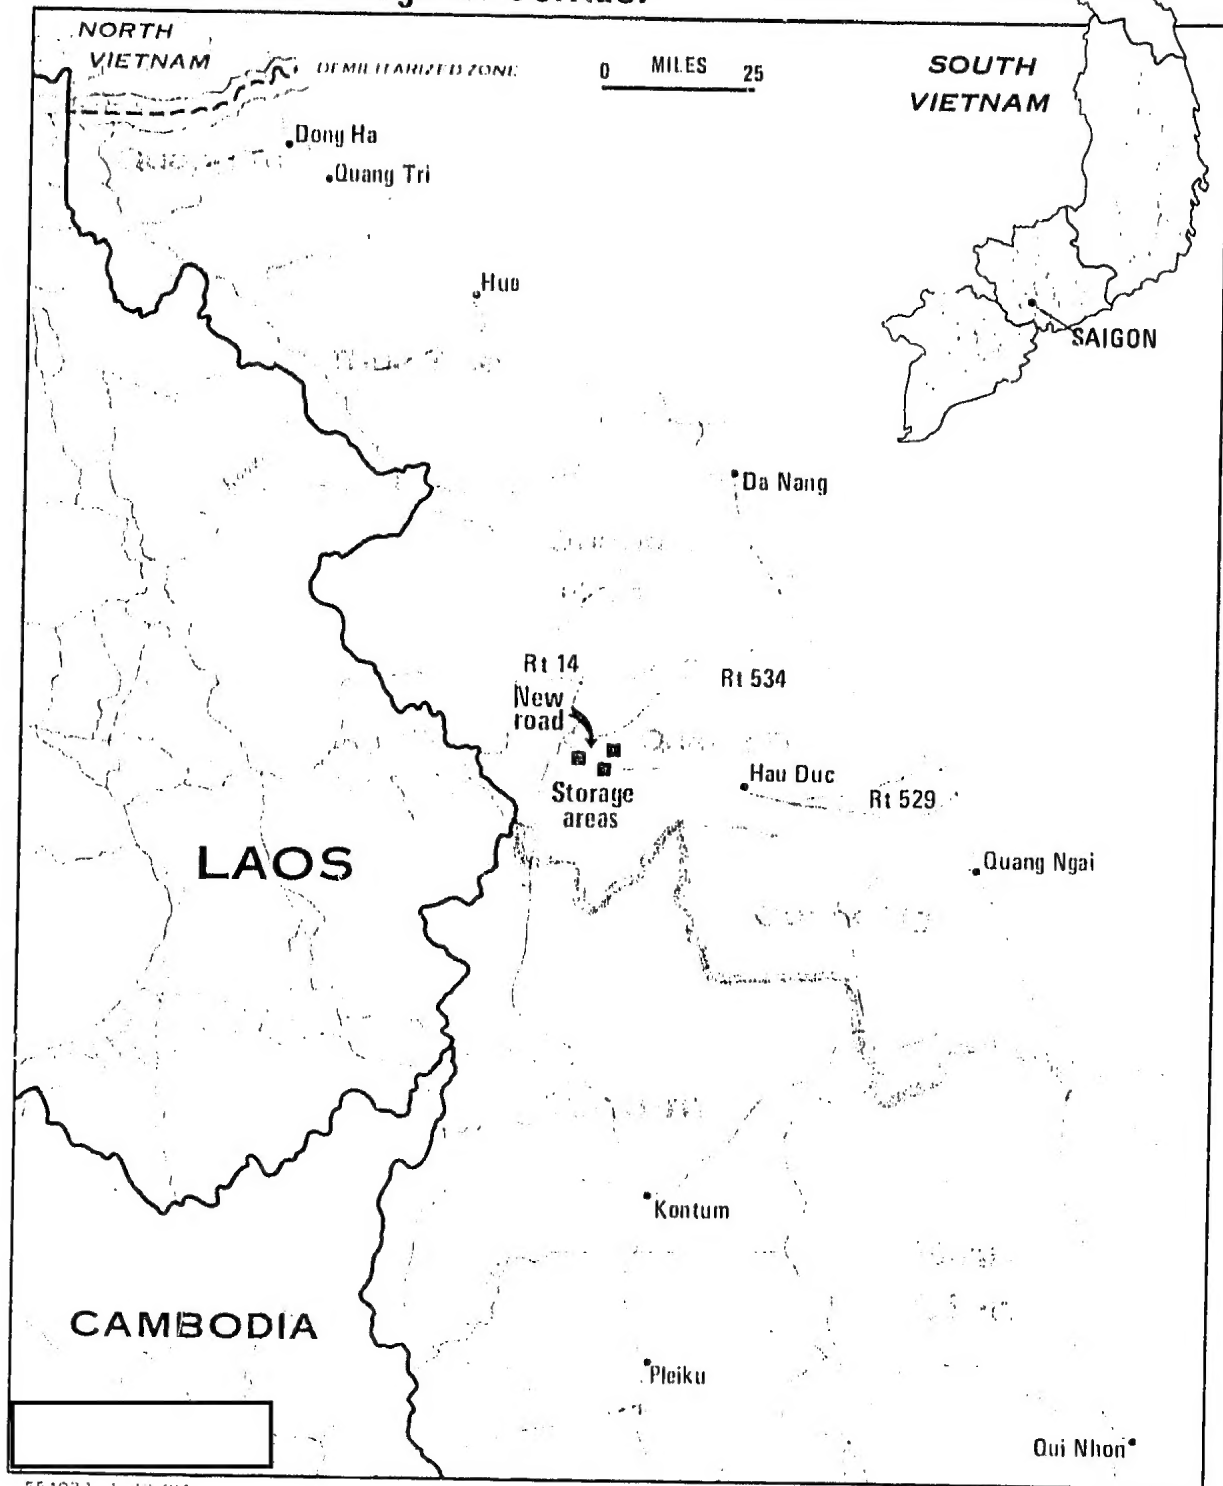 NORTH
VIETNAM
DEMILITARIZED ZONE
0 MILES 25
SOUTH
VIETNAM
Dong Ha
Quang Tri
Hue
SAIGON
Da Nang
Rt 14
New
road
Rt 534
Storage
areas
Hau Duc
Rt 529
LAOS
Quang Ngai
Kontum
CAMBODIA
Pleiku
Qui Nhon